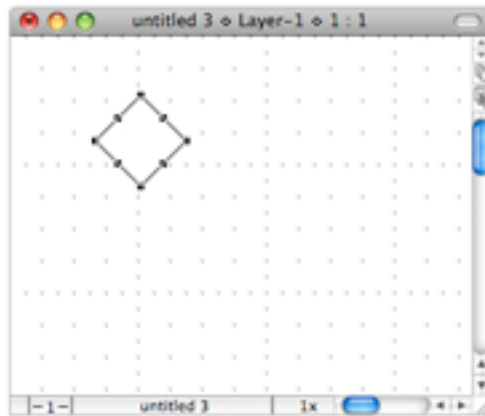 untitled 3 ⋄ Layer-1 ⋄ 1 : 1
|-1-| untitled 3 1x